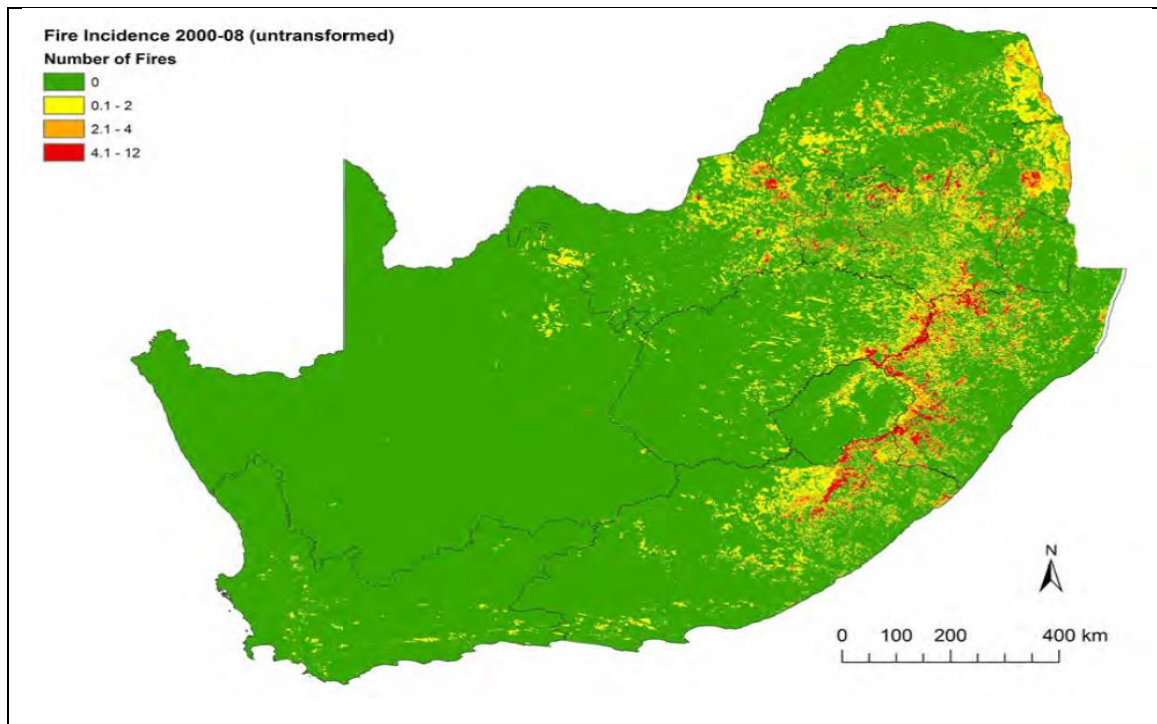 Fire Incidence 2000-08 (untransformed)
Number of Fires
0
0.1 - 2
2.1 - 4
4.1 - 12
N
0 100 200 400 km